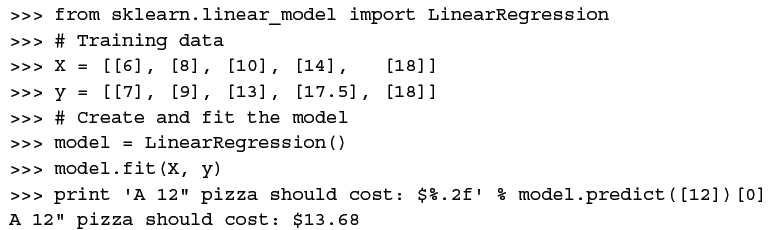 >>> from sklearn.linear_model import LinearRegression
>>> # Training data
>>> X = [[6], [8], [10], [14],   [18]]
>>> y = [[7], [9], [13], [17.5], [18]]
>>> # Create and fit the model
>>> model = LinearRegression()
>>> model.fit(X, y)
>>> print 'A 12" pizza should cost: $%.2f' % model.predict([12])[0]
A 12" pizza should cost: $13.68